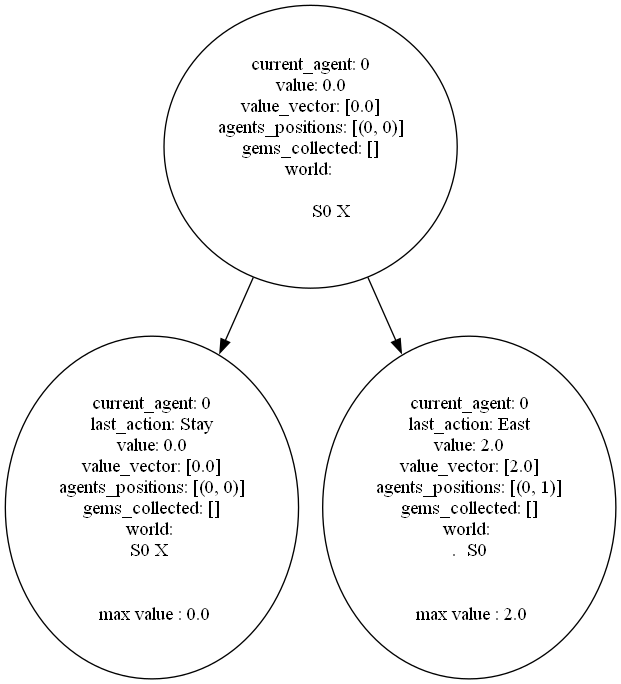 current_agent: 0
value: 0.0
value_vector: [0.0]
agents_positions: [(0, 0)]
gems_collected: []
world:
S0 X
current_agent: 0
last_action: Stay
value: 0.0
value_vector: [0.0]
agents_positions: [(0, 0)]
gems_collected: []
world:
S0 X
max value : 0.0
current_agent: 0
last_action: East
value: 2.0
value_vector: [2.0]
agents_positions: [(0, 1)]
gems_collected: []
world:
. S0
max value : 2.0